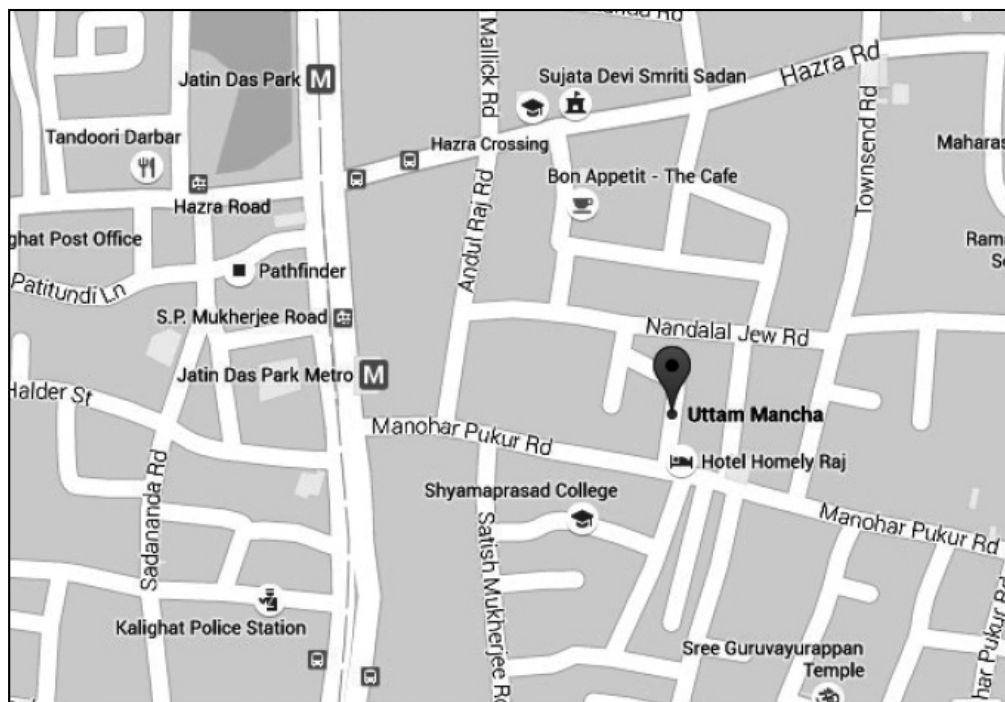 Mallick Rd
Jatin Das Park
M
Sujata Devi Smriti Sadan
Hazra Rd
Townsend Rd
Tandoori Darbar
Hazra Crossing
Maharas
Bon Appetit - The Cafe
Hazra Road
Andul Raj Rd
ghat Post Office
Pathfinder
Patitundi Ln
S.P. Mukherjee Road
Nandalal Jew Rd
Jatin Das Park Metro
M
Halder St
Uttam Mancha
Manohar Pukur Rd
Hotel Homely Raj
Shyamaprasad College
Sadananda Rd
Manohar Pukur Rd
Satish Mukherjee Ro
Kalighat Police Station
Sree Guruvayurappan
Temple
har Pukur Rd